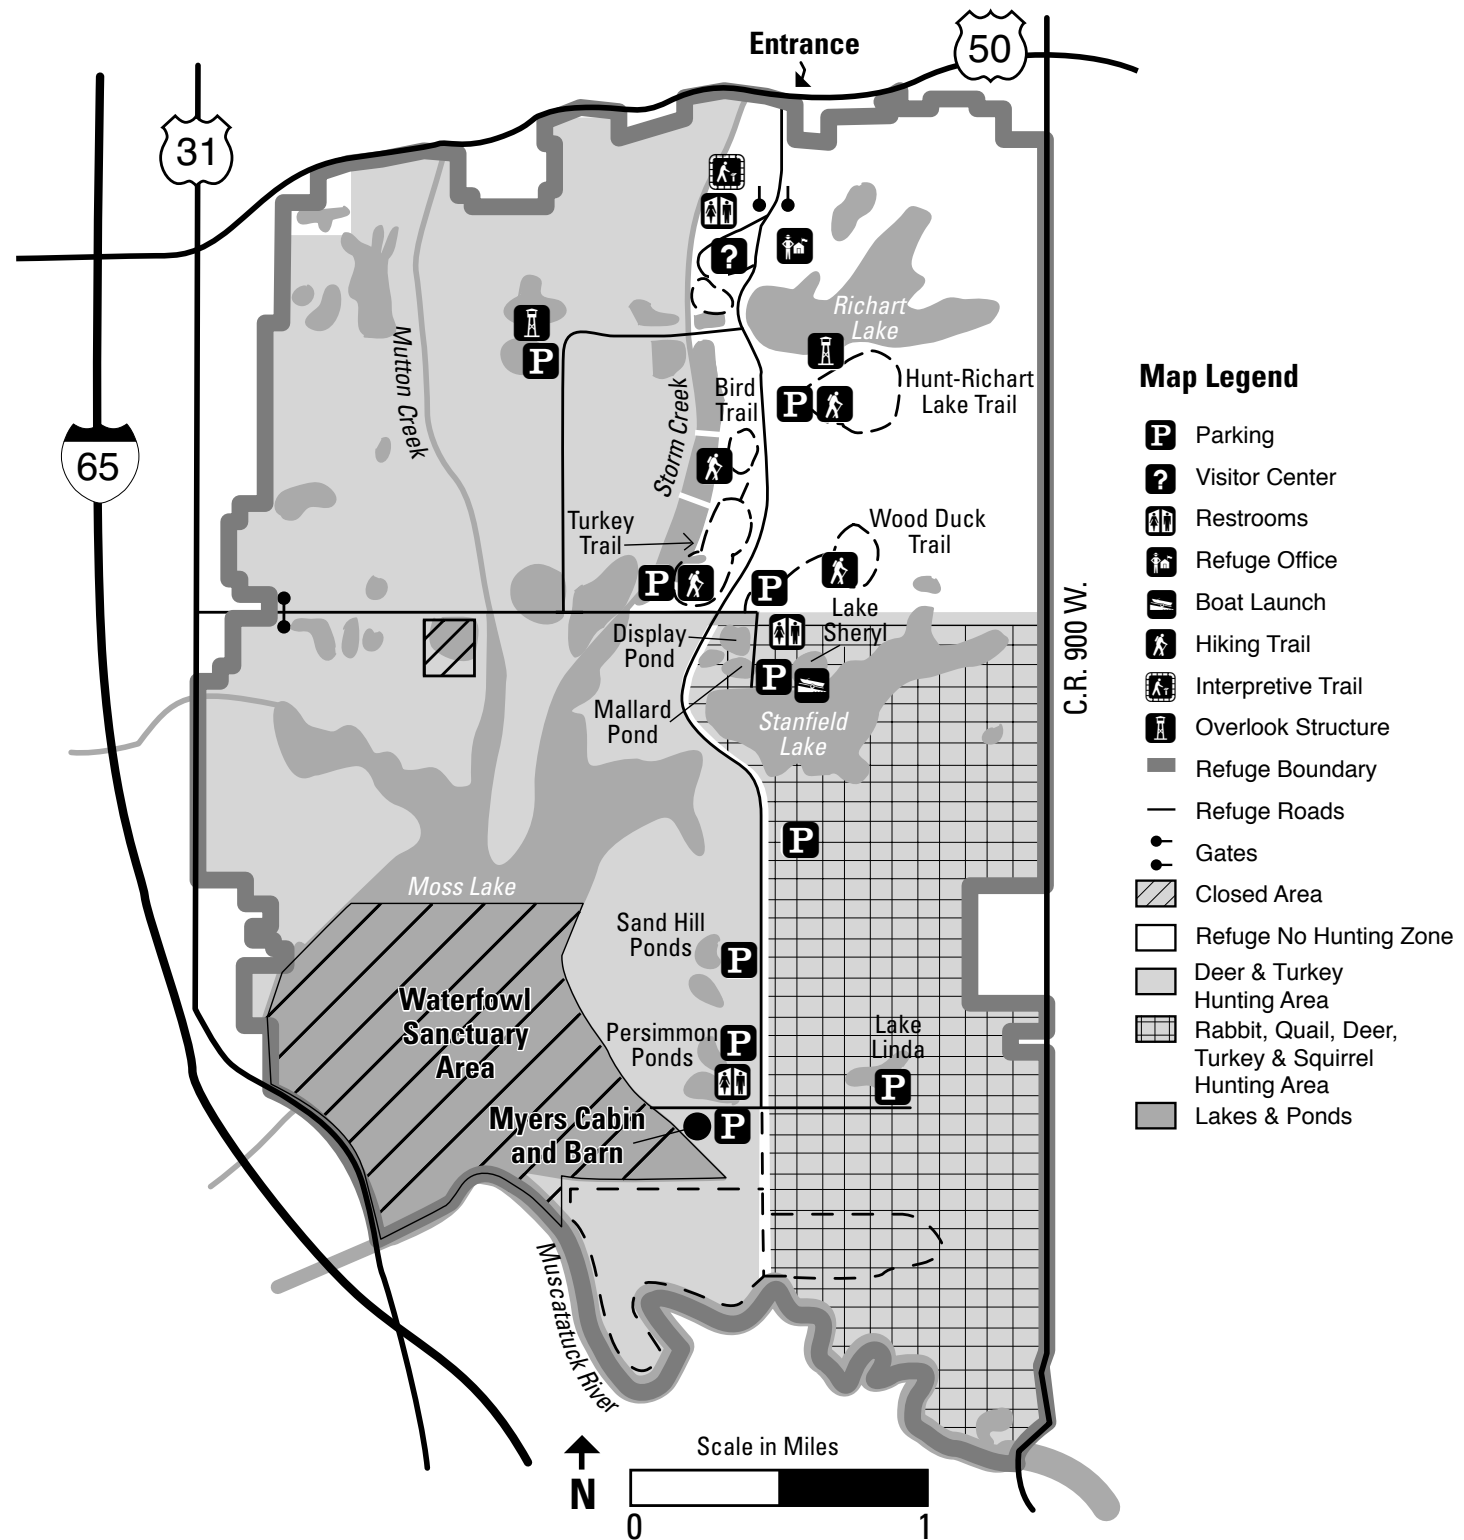 Entrance
50
31
Richart
Lake
Mutton Creek
P
Bird
Trail
P
Hunt-Richart
Lake Trail
Storm Creek
65
Turkey
Trail
Wood Duck
Trail
P
P
Lake
Sheryl
Display
Pond
P
C.R. 900 W.
Mallard
Pond
Stanfield
Lake
P
Moss Lake
Sand Hill
Ponds
P
Waterfowl
Sanctuary
Area
Persimmon
Ponds
P
Lake
Linda
P
Myers Cabin
and Barn
P
Muscatatuck River
N
Scale in Miles
0 1
Map Legend
P Parking
? Visitor Center
Restrooms
Refuge Office
Boat Launch
Hiking Trail
Interpretive Trail
Overlook Structure
Refuge Boundary
Refuge Roads
Gates
Closed Area
Refuge No Hunting Zone
Deer & Turkey
Hunting Area
Rabbit, Quail, Deer,
Turkey & Squirrel
Hunting Area
Lakes & Ponds
?